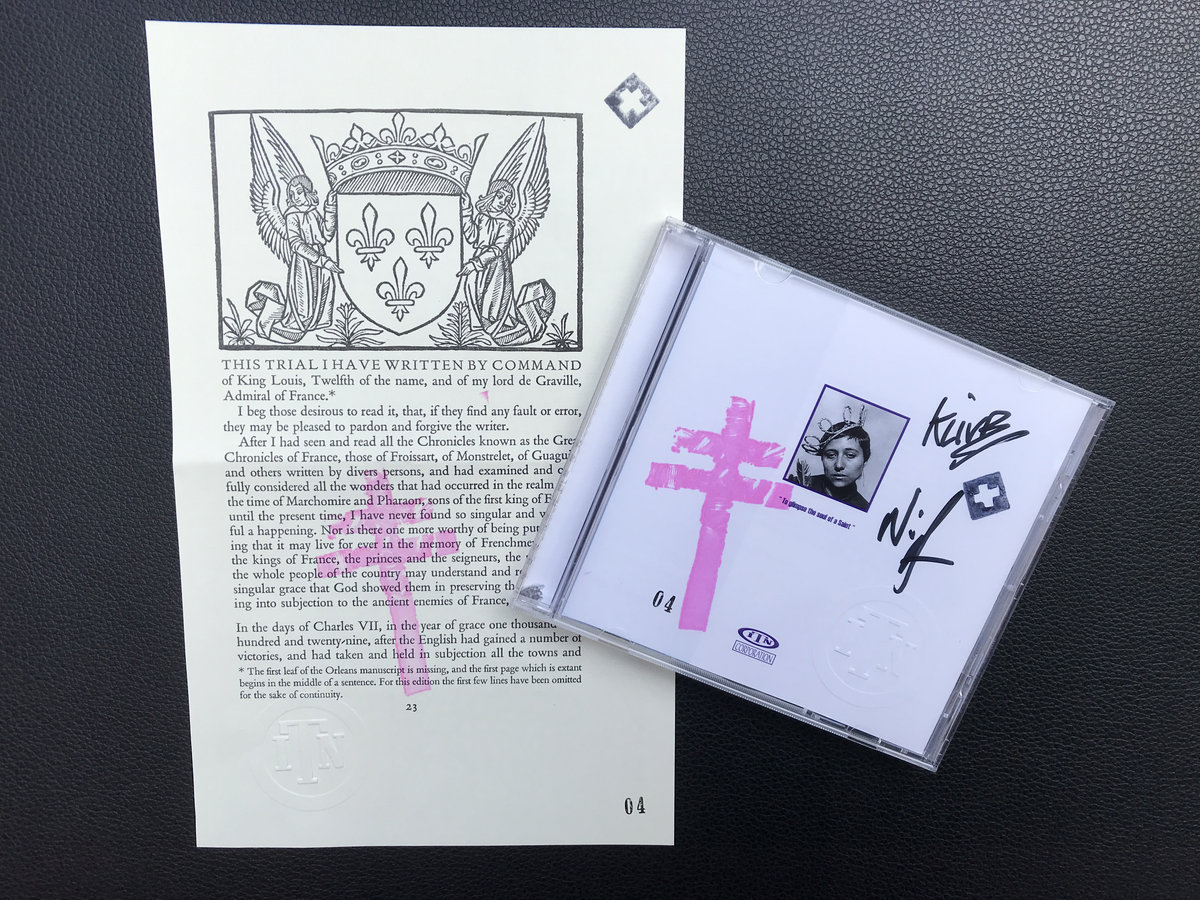 THIS TRIAL I HAVE WRITTEN BY COMMAND
of King Louis, Twelfth of the name, and of my lord de Graville,
Admiral of France.*
I beg those desirous to read it, that, if they find any fault or error,
they may be pleased to pardon and forgive the writer.
After I had seen and read all the Chronicles known as the
Chronicles of France, those of Froissart, of Monstrelet, of
and others written by divers persons, and had examined and
fully considered all the wonders that had occurred in the realm
the time of Marchomire and Pharaon, sons of the first king of
until the present time, I have never found so singular and
ful a happening. Nor is there one more worthy of being
ing that it may live for ever in the memory of
the kings of France, the princes and the seigneurs, the
the whole people of the country may understand and
singular grace that God showed them in preserving
ing into subjection to the ancient enemies of France,
In the days of Charles VII, in the year of grace one thousand
hundred and twenty-nine, after the English had gained a number of
victories, and had taken and held in subjection all the towns and
* The first leaf of the Orleans manuscript is missing, and the first page which is extant
begins in the middle of a sentence. For this edition the first few lines have been omitted
for the sake of continuity.
23
ITN
04
"To glimpse the soul of a Saint"
04
ITN
CORPORATION
ITN